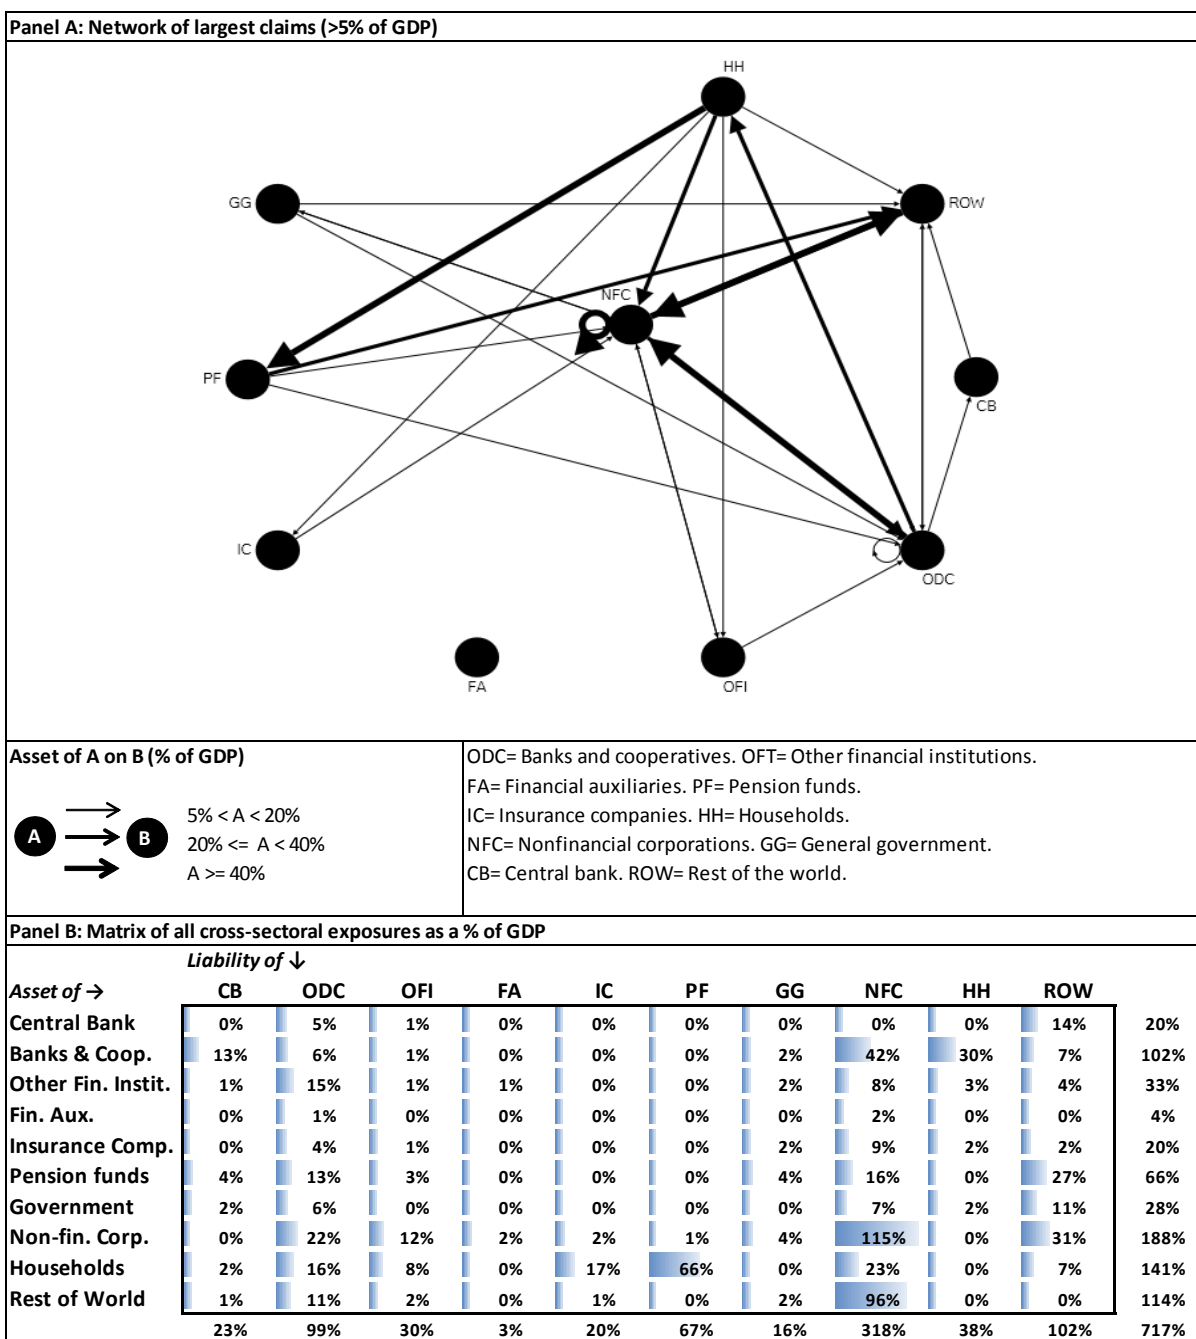 Panel A: Network of largest claims (>5% of GDP)
HH
GG
ROW
NFC
PF
CB
IC
ODC
FA
OFI
Asset of A on B (% of GDP)
A
B
5% < A < 20%
20% <= A < 40%
A >= 40%
ODC= Banks and cooperatives. OFT= Other financial institutions.
FA= Financial auxiliaries. PF= Pension funds.
IC= Insurance companies. HH= Households.
NFC= Nonfinancial corporations. GG= General government.
CB= Central bank. ROW= Rest of the world.
Panel B: Matrix of all cross-sectoral exposures as a % of GDP
Liability of ↓
Asset of → CB ODC OFI FA IC PF GG NFC HH ROW
Central Bank 0% 5% 1% 0% 0% 0% 0% 0% 0% 14% 20%
Banks & Coop. 13% 6% 1% 0% 0% 0% 2% 42% 30% 7% 102%
Other Fin. Instit. 1% 15% 1% 1% 0% 0% 2% 8% 3% 4% 33%
Fin. Aux. 0% 1% 0% 0% 0% 0% 0% 2% 0% 0% 4%
Insurance Comp. 0% 4% 1% 0% 0% 0% 2% 9% 2% 2% 20%
Pension funds 4% 13% 3% 0% 0% 0% 4% 16% 0% 27% 66%
Government 2% 6% 0% 0% 0% 0% 0% 7% 2% 11% 28%
Non-fin. Corp. 0% 22% 12% 2% 2% 1% 4% 115% 0% 31% 188%
Households 2% 16% 8% 0% 17% 66% 0% 23% 0% 7% 141%
Rest of World 1% 11% 2% 0% 1% 0% 2% 96% 0% 0% 114%
23% 99% 30% 3% 20% 67% 16% 318% 38% 102% 717%